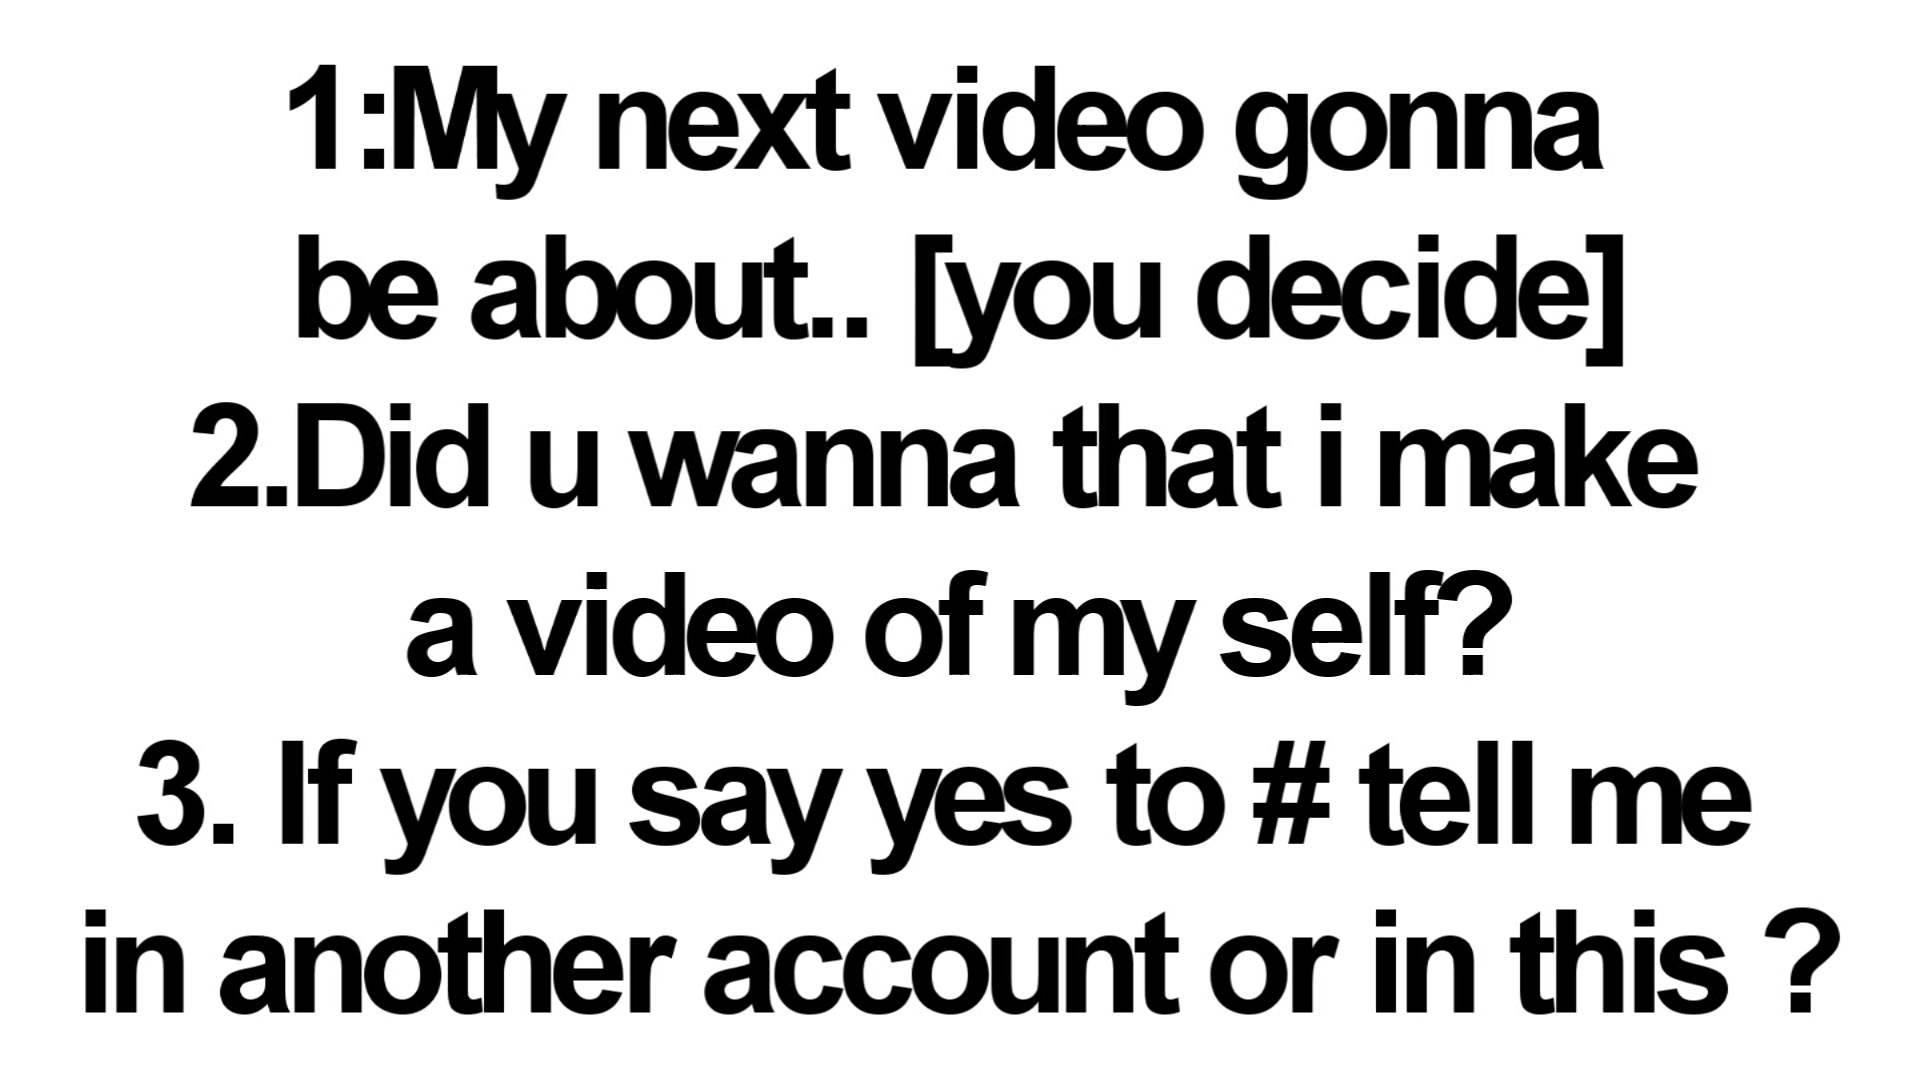 1:My next video gonna
be about.. [you decide]
2.Did u wanna that i make
a video of my self?
3. If you say yes to # tell me
in another account or in this ?